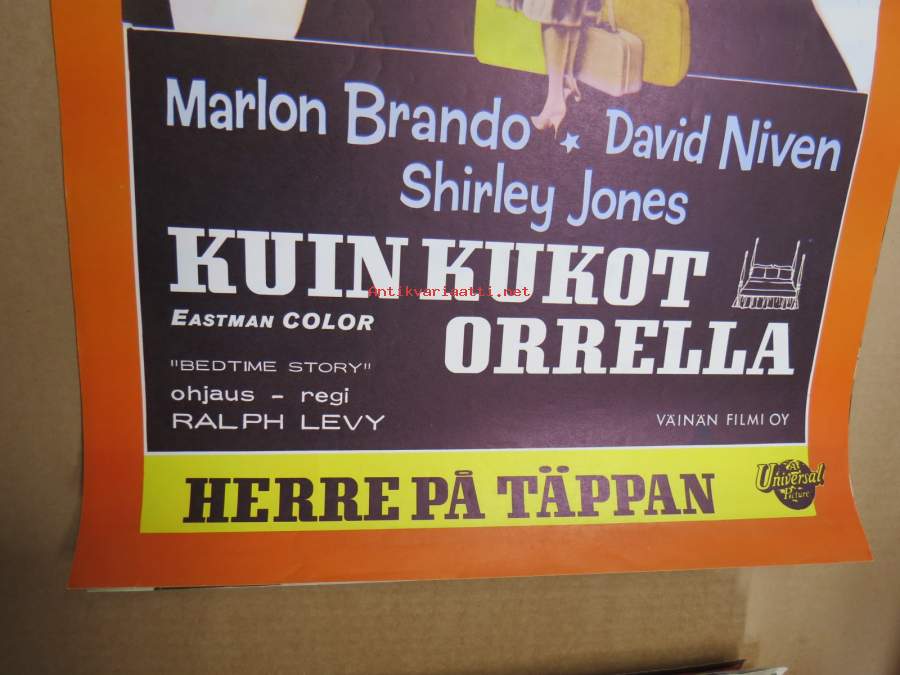 Marlon Brando ★ David Niven
Shirley Jones
KUIN KUKOT
ORRELLA
Antikvariaatti.net
EASTMAN COLOR
"BEDTIME STORY"
ohjaus - regi
RALPH LEVY
VÄINÄN FILMI OY
HERRE PÅ TÄPPAN
A
Universal
Picture